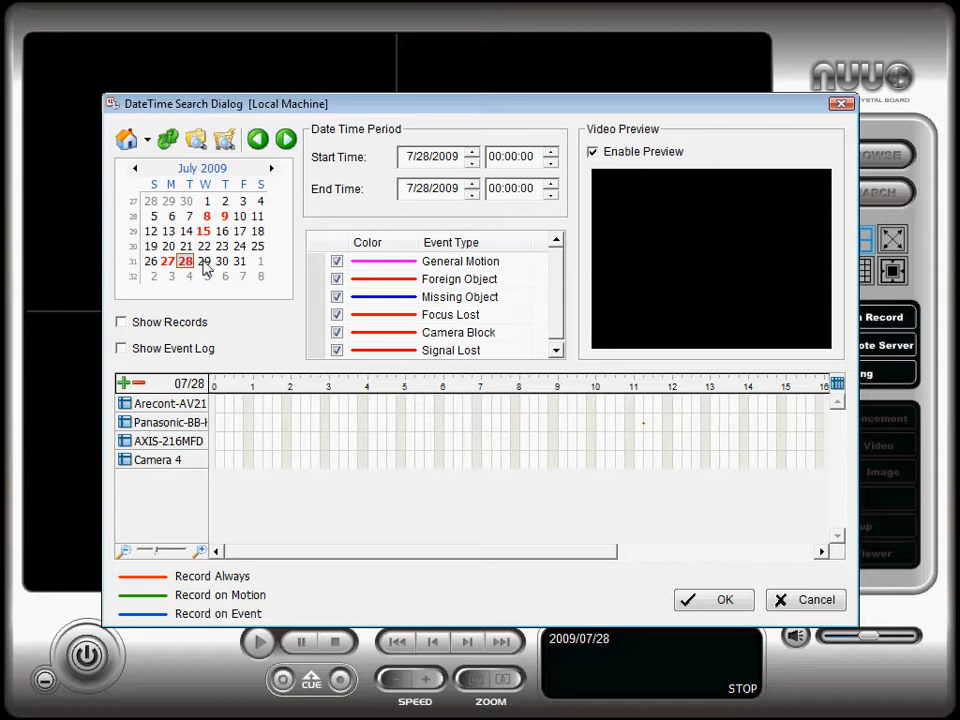 nuuo
CRYSTAL BOARD
DateTime Search Dialog [Local Machine]
Date Time Period
Start Time: 7/28/2009 00:00:00
End Time: 7/28/2009 00:00:00
Video Preview
Enable Preview
July 2009
S M T W T F S
27 28 29 30 1 2 3 4
28 5 6 7 8 9 10 11
29 12 13 14 15 16 17 18
30 19 20 21 22 23 24 25
31 26 27 28 29 30 31 1
32 2 3 4 5 6 7 8
Color Event Type
General Motion
Foreign Object
Missing Object
Focus Lost
Camera Block
Signal Lost
Show Records
Show Event Log
07/28 0 1 2 3 4 5 6 7 8 9 10 11 12 13 14 15 16
Arecont-AV21
Panasonic-BB-H
AXIS-216MFD
Camera 4
Record Always
Record on Motion
Record on Event
OK
Cancel
Record
Server
Video
Image
2009/07/28
STOP
CUE
SPEED
ZOOM